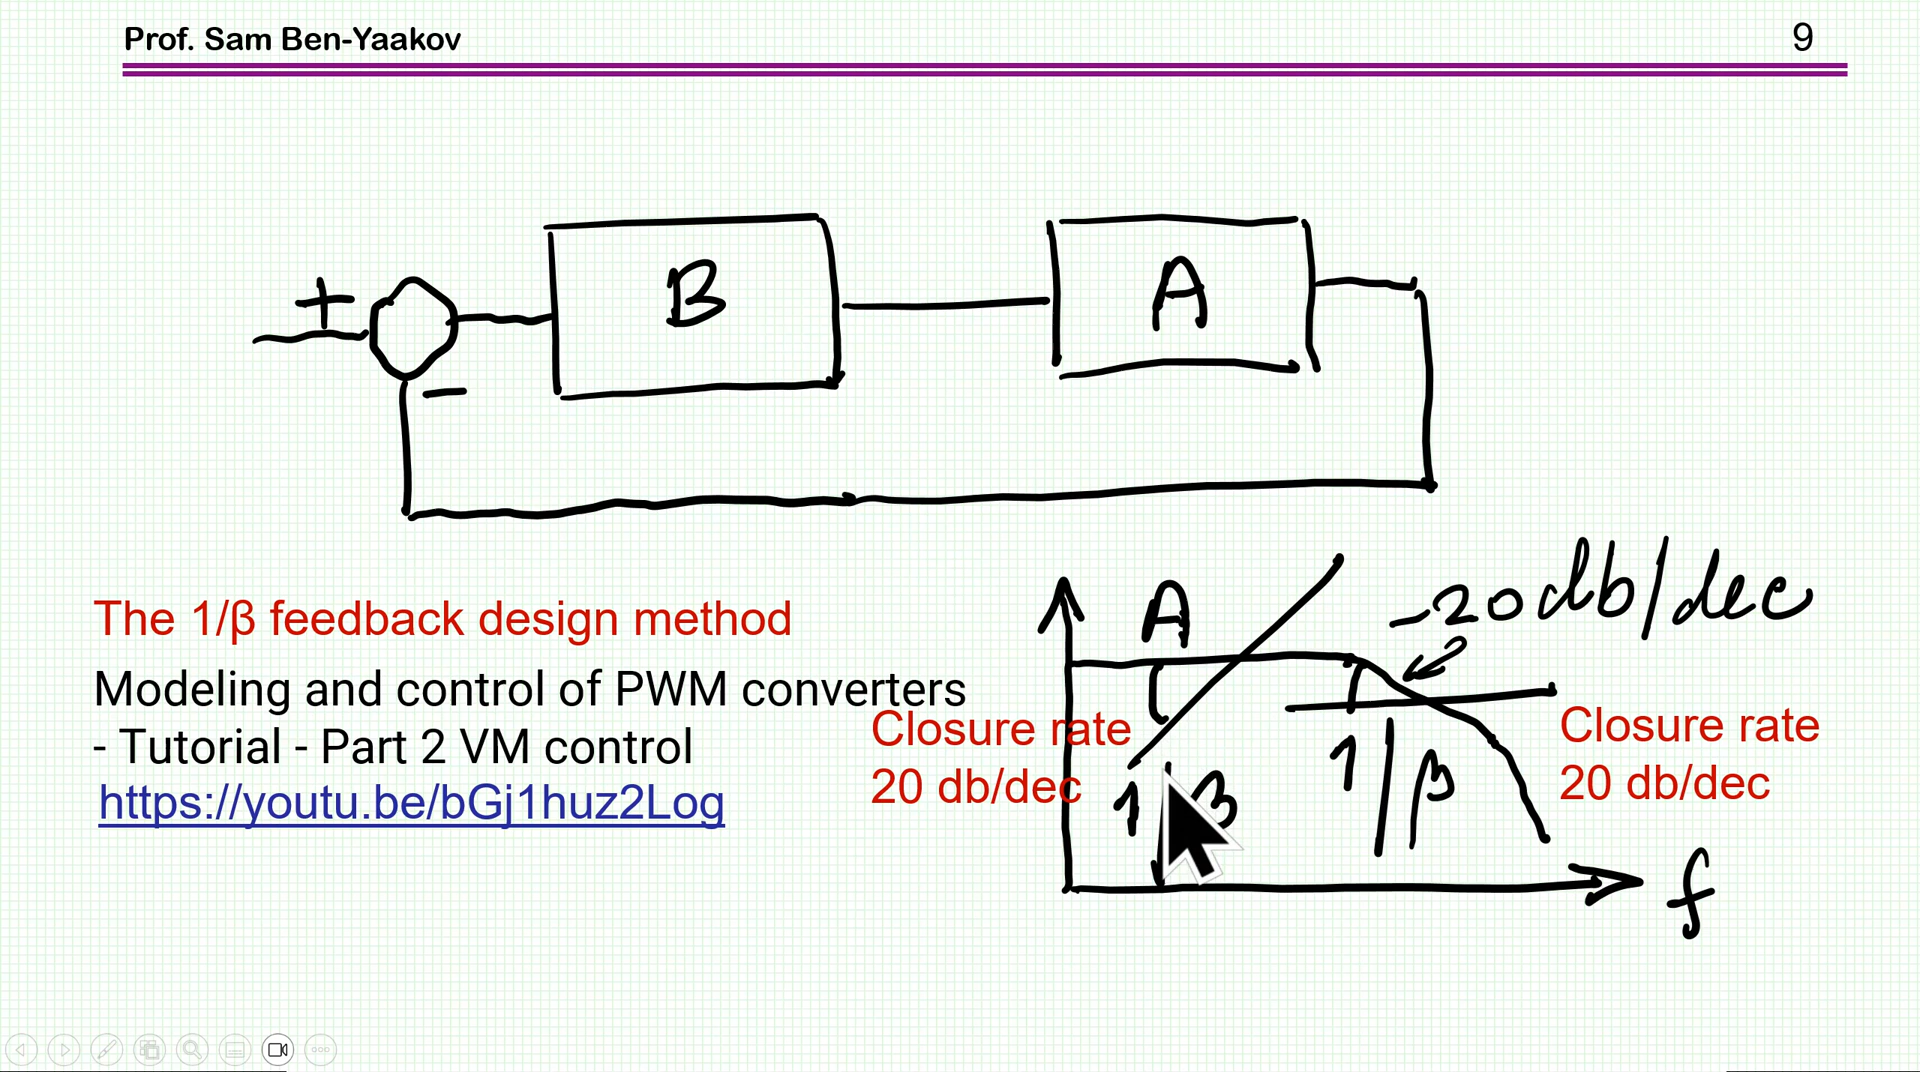 Prof. Sam Ben-Yaakov
9
B
A
+
−
The 1/β feedback design method
Modeling and control of PWM converters
- Tutorial - Part 2 VM control
https://youtu.be/bGj1huz2Log
A
-20db/dec
Closure rate
20 db/dec
1/β
1/β
Closure rate
20 db/dec
f